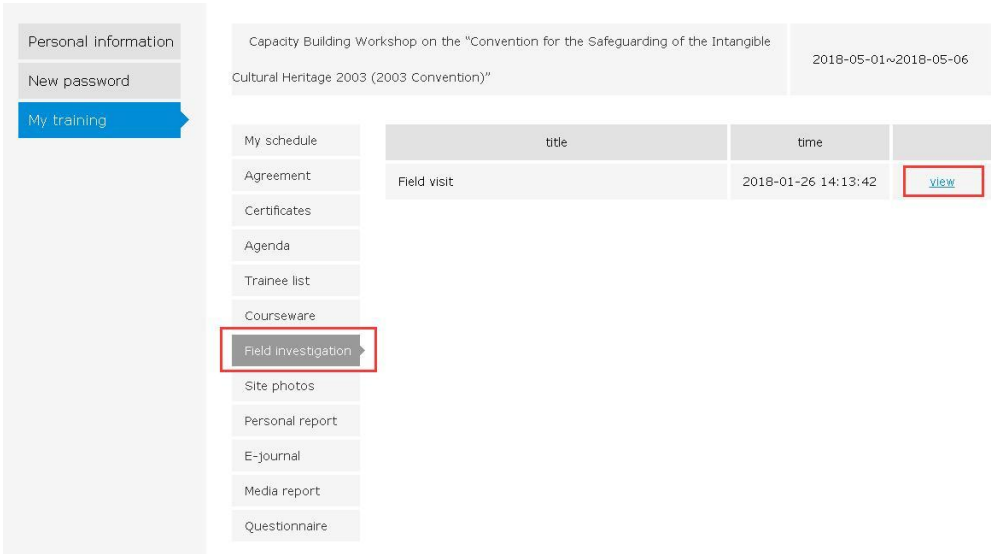 Personal information
New password
My training
Capacity Building Workshop on the “Convention for the Safeguarding of the Intangible
Cultural Heritage 2003 (2003 Convention)”
2018-05-01~2018-05-06
My schedule
Agreement
Certificates
Agenda
Trainee list
Courseware
Field investigation
Site photos
Personal report
E-journal
Media report
Questionnaire
title time
Field visit 2018-01-26 14:13:42 view